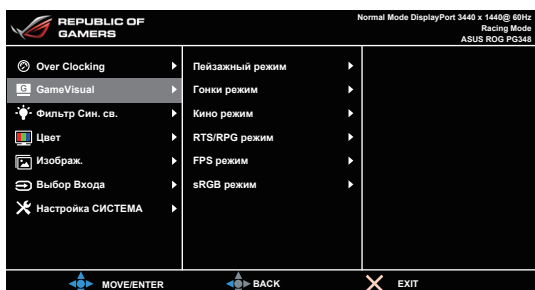 REPUBLIC OF
GAMERS
Normal Mode DisplayPort 3440 x 1440@ 60Hz
Racing Mode
ASUS ROG PG348
Over Clocking
G GameVisual
Фильтр Син. св.
Цвет
Изображ.
Выбор Входа
Настройка СИСТЕМА
Пейзажный режим
Гонки режим
Кино режим
RTS/RPG режим
FPS режим
sRGB режим
MOVE/ENTER
BACK
EXIT